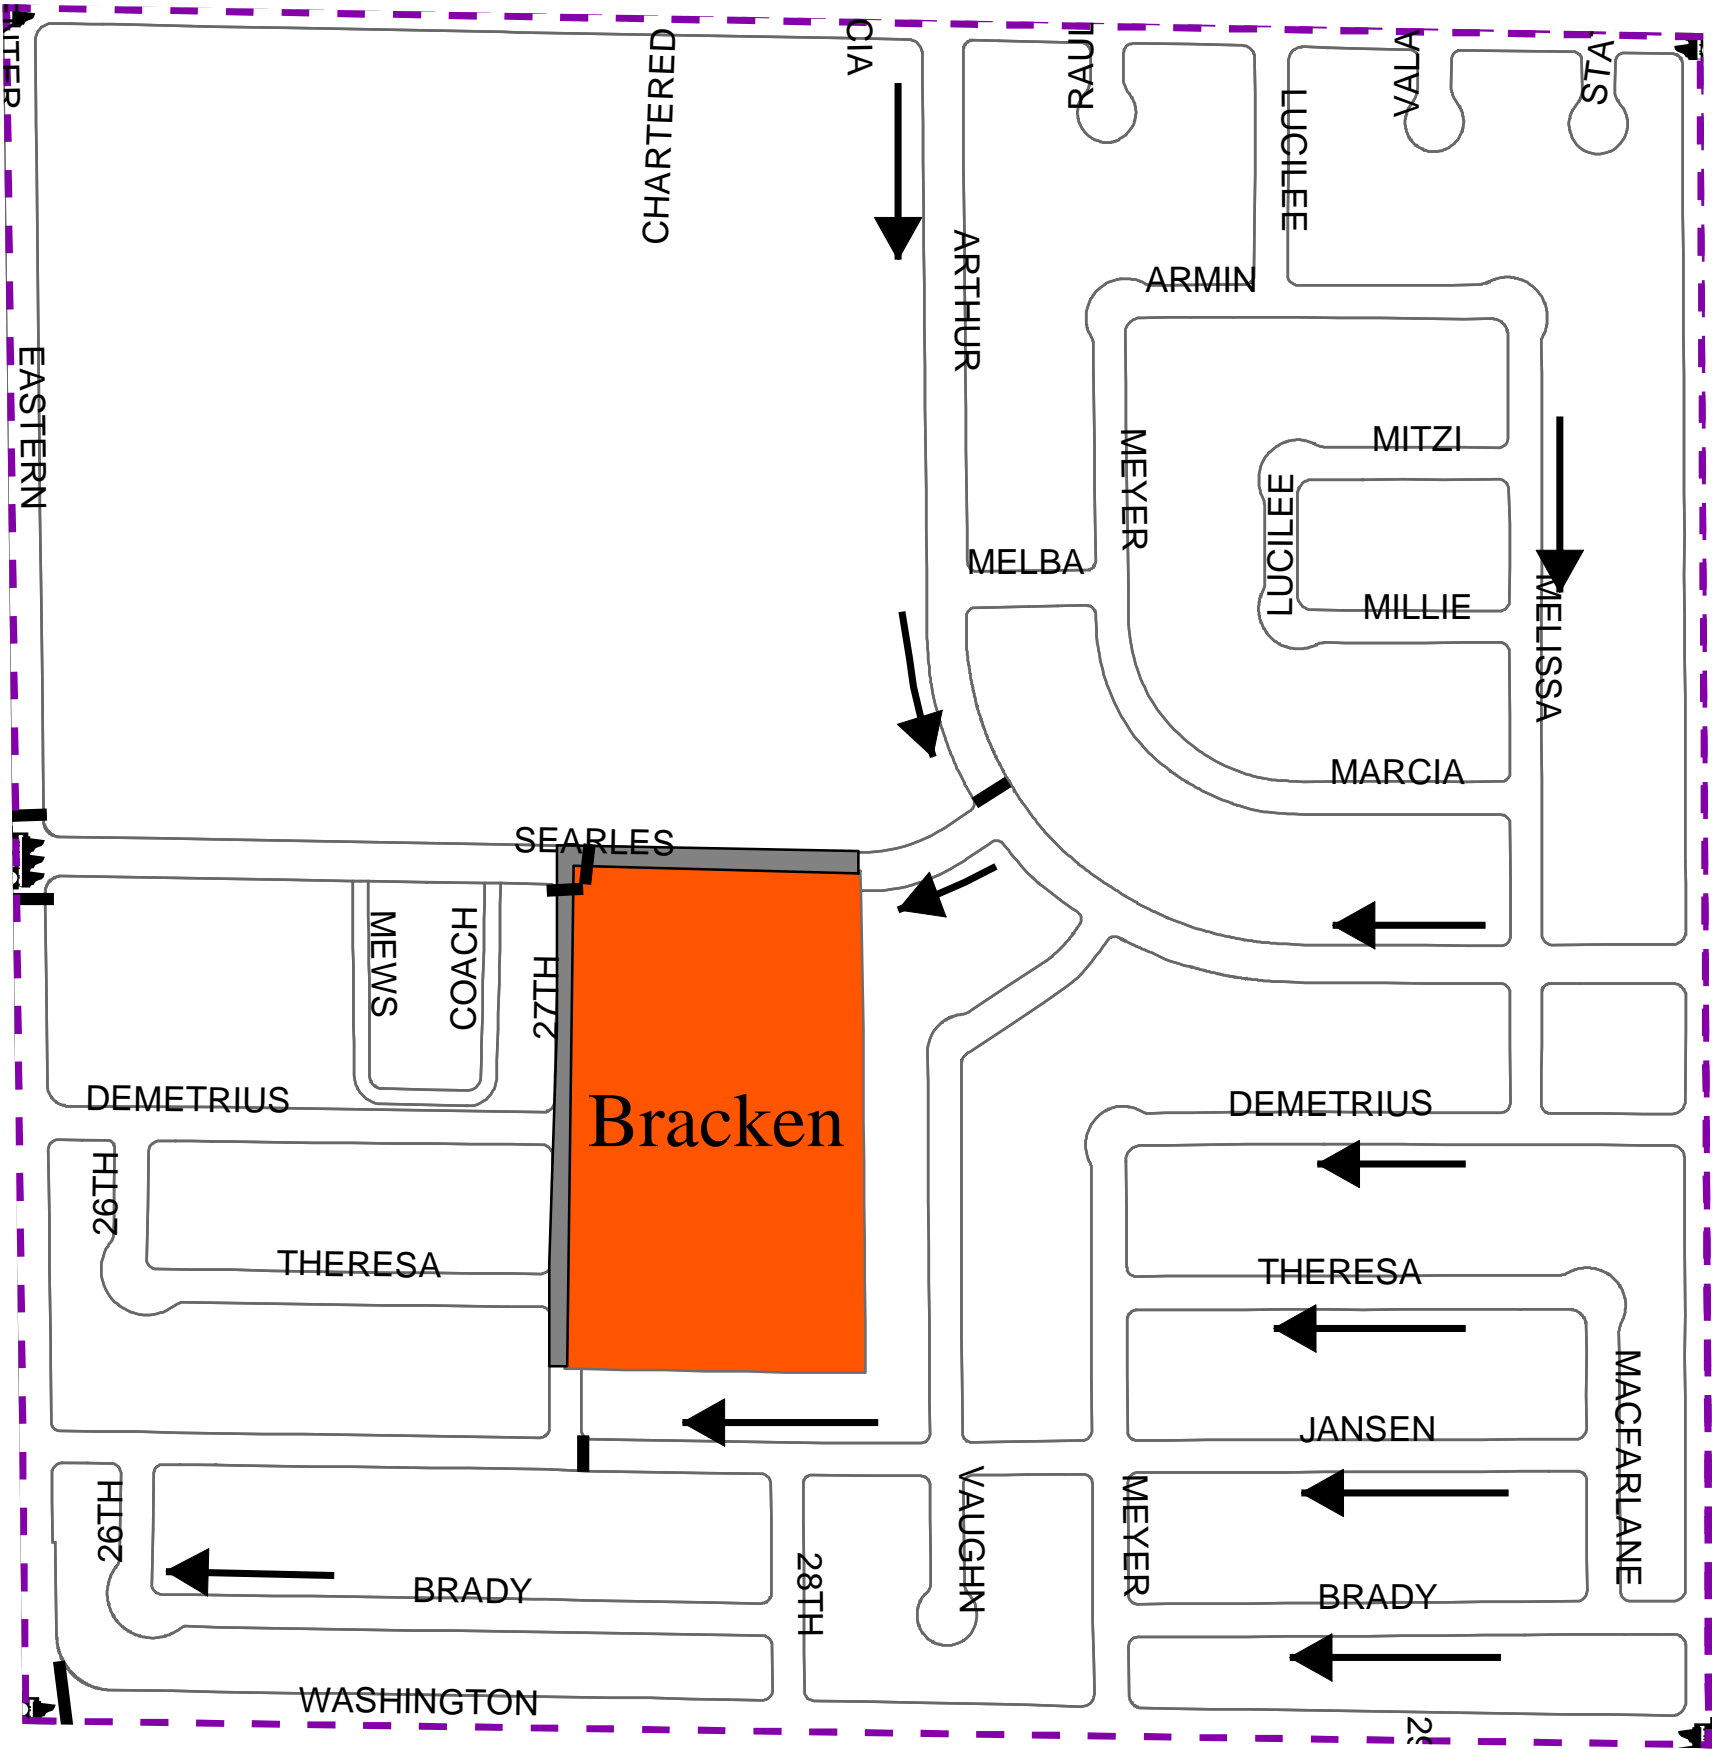 CHARTERED
CIA
RAUL
LUCILEE
VALA
STA
ARTHUR
ARMIN
EASTERN
MEYER
MITZI
LUCILEE
MELBA
MILLIE
MELISSA
MARCIA
SEARLES
MEWS
COACH
27TH
DEMETRIUS
Bracken
DEMETRIUS
26TH
THERESA
THERESA
MACFARLANE
JANSEN
26TH
VAUGHN
MEYER
28TH
BRADY
BRADY
WASHINGTON